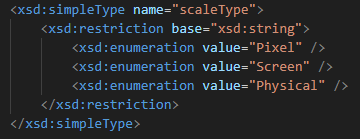 <xsd:simpleType name="scaleType">
<xsd:restriction base="xsd:string">
<xsd:enumeration value="Pixel" />
<xsd:enumeration value="Screen" />
<xsd:enumeration value="Physical" />
</xsd:restriction>
</xsd:simpleType>